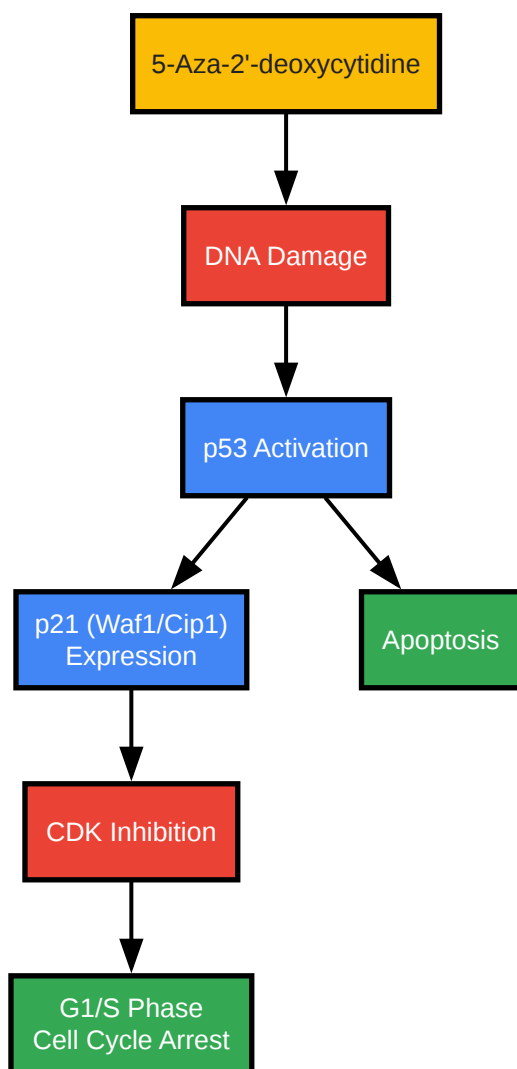 5-Aza-2'-deoxycytidine
DNA Damage
p53 Activation
p21 (Waf1/Cip1)
Expression
Apoptosis
CDK Inhibition
G1/S Phase
Cell Cycle Arrest